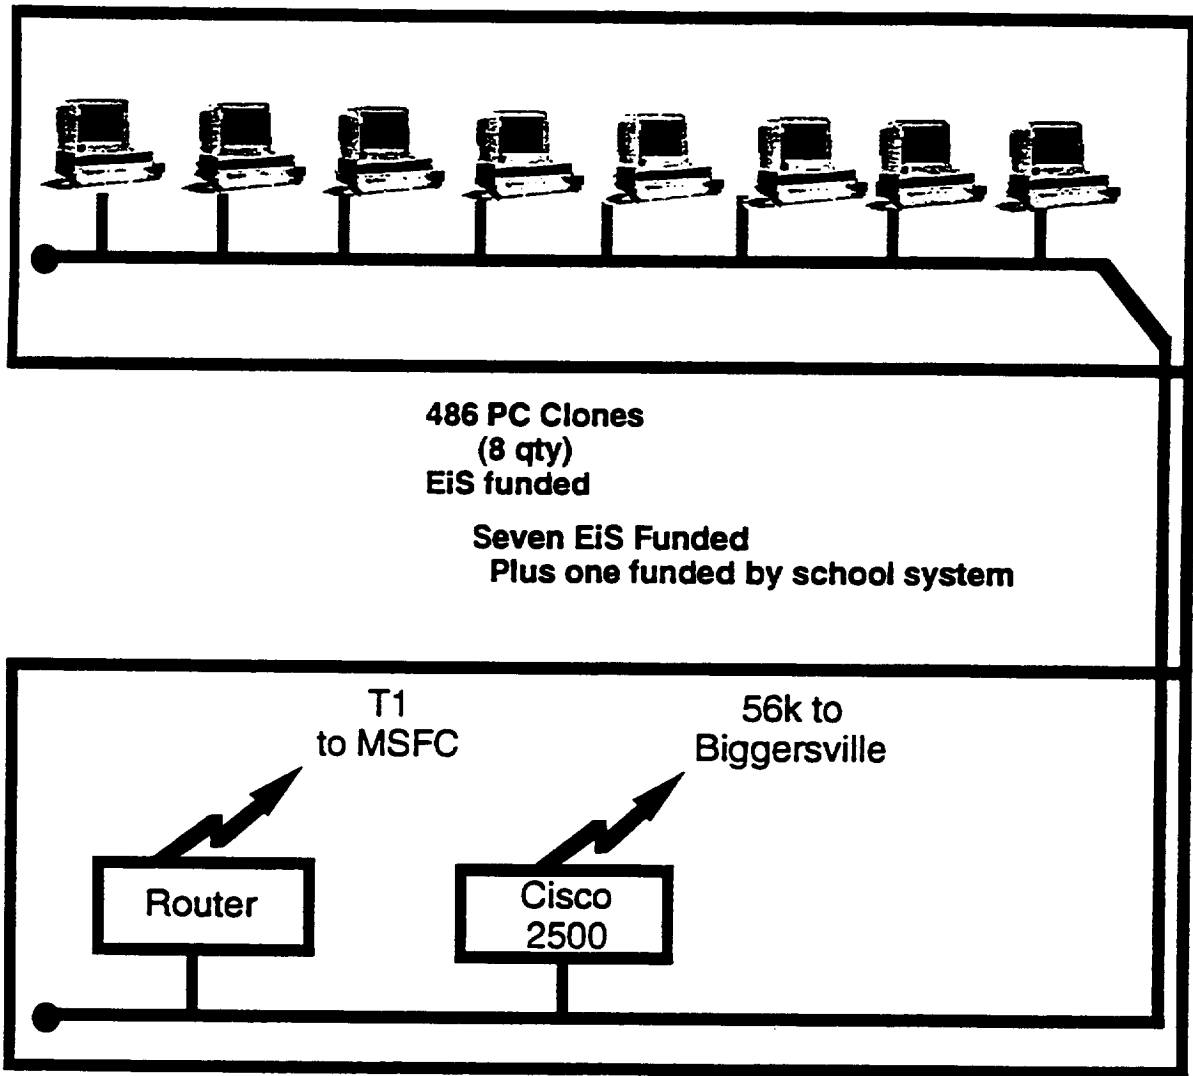 486 PC Clones
(8 qty)
EiS funded
Seven EiS Funded
Plus one funded by school system
T1
to MSFC
56k to
Biggersville
Router
Cisco
2500